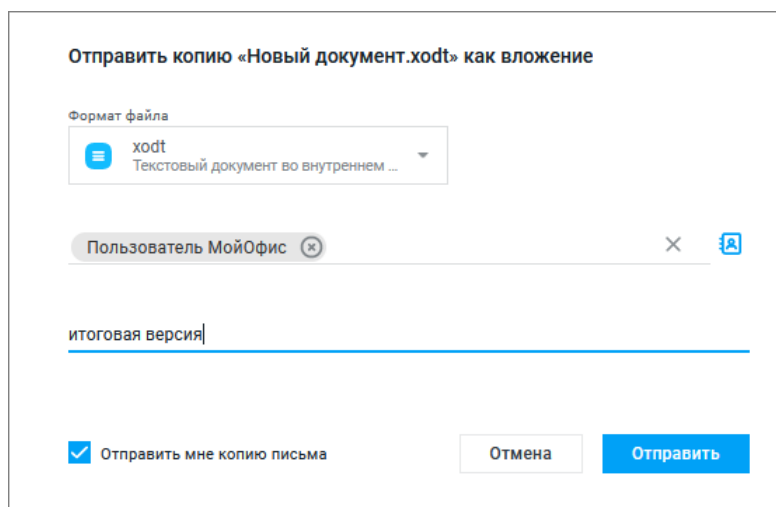 Отправить копию «Новый документ.xodt» как вложение
Формат файла
xodt
Текстовый документ во внутреннем ...
Пользователь МойОфис
итоговая версия
Отправить мне копию письма
Отмена
Отправить